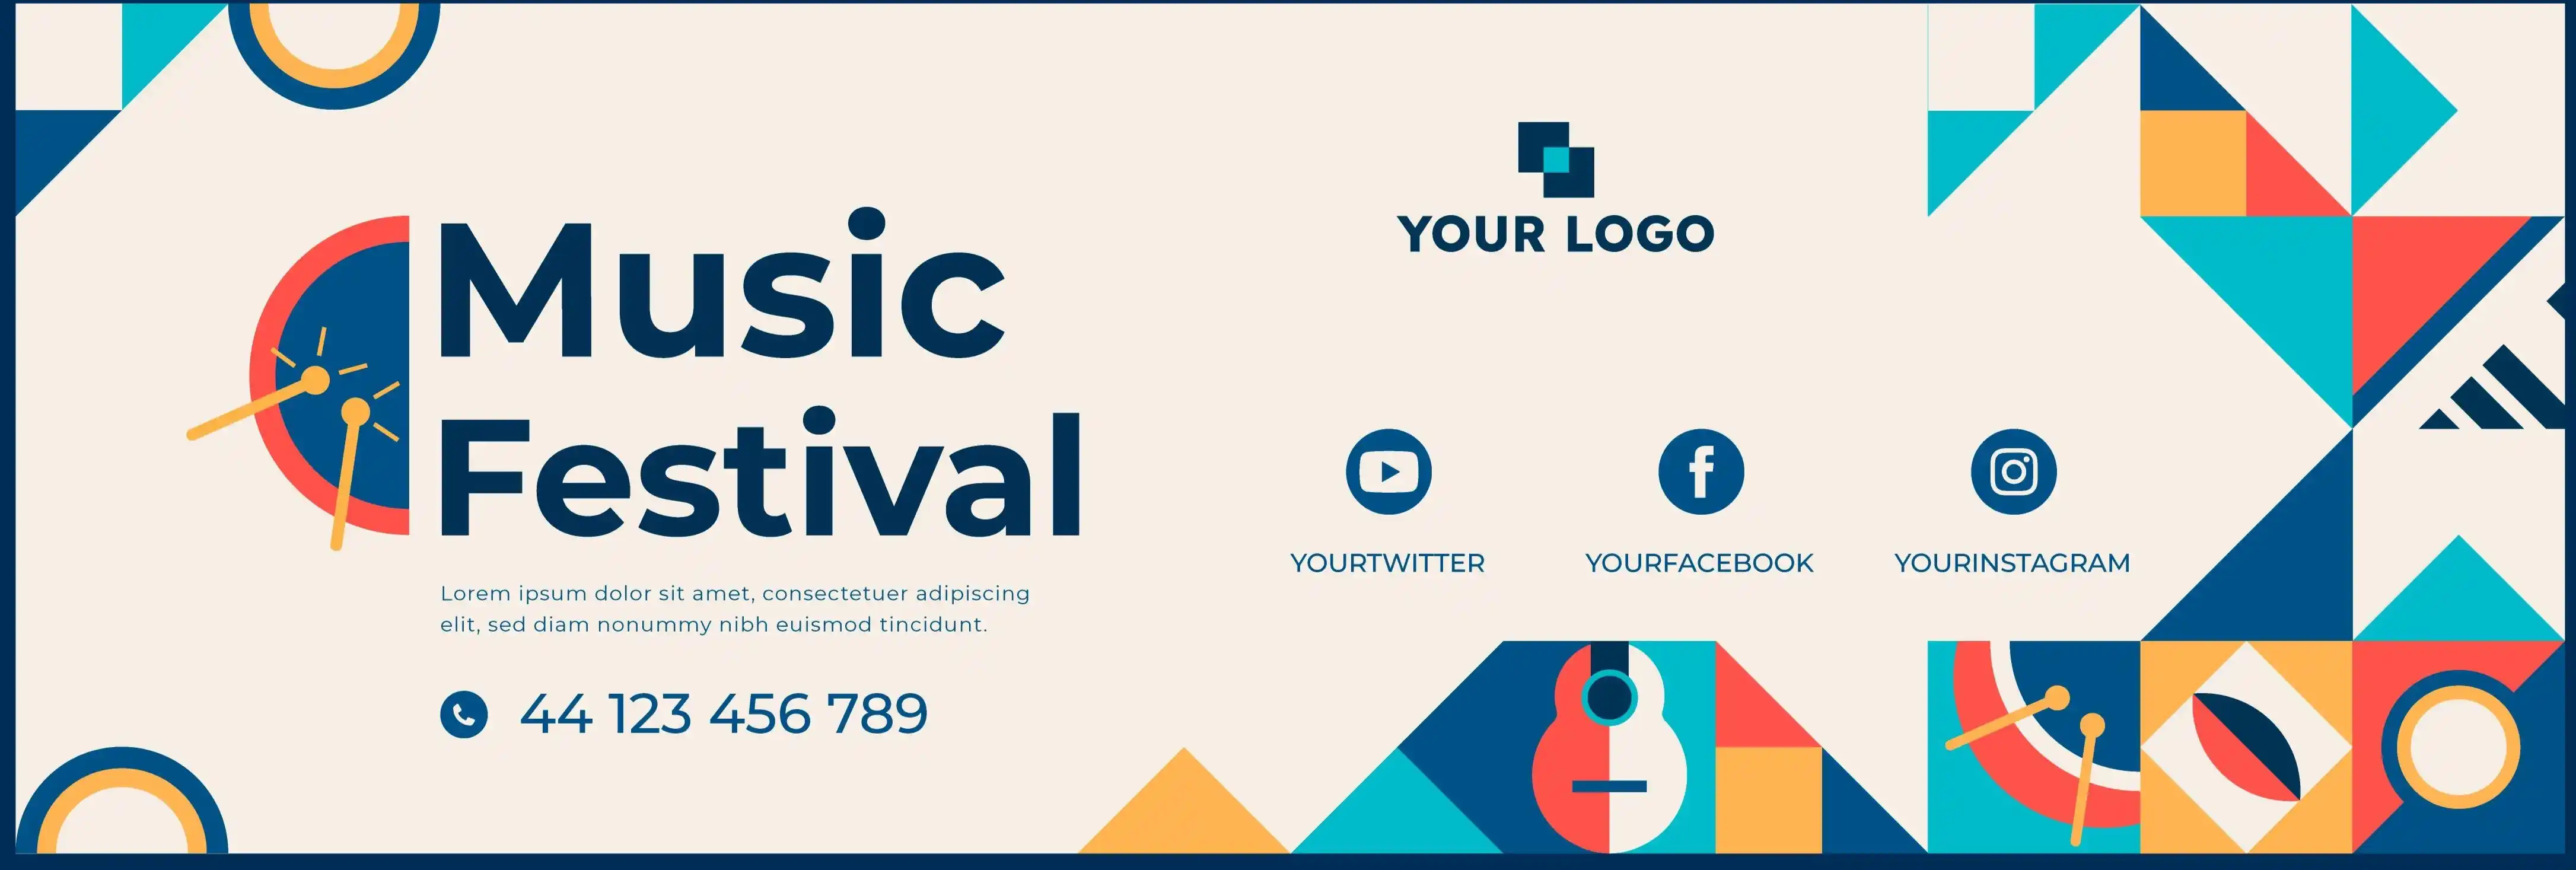 Music
Festival
Lorem ipsum dolor sit amet, consectetuer adipiscing
elit, sed diam nonummy nibh euismod tincidunt.
44 123 456 789
YOUR LOGO
YOURTWITTER
YOURFACEBOOK
YOURINSTAGRAM